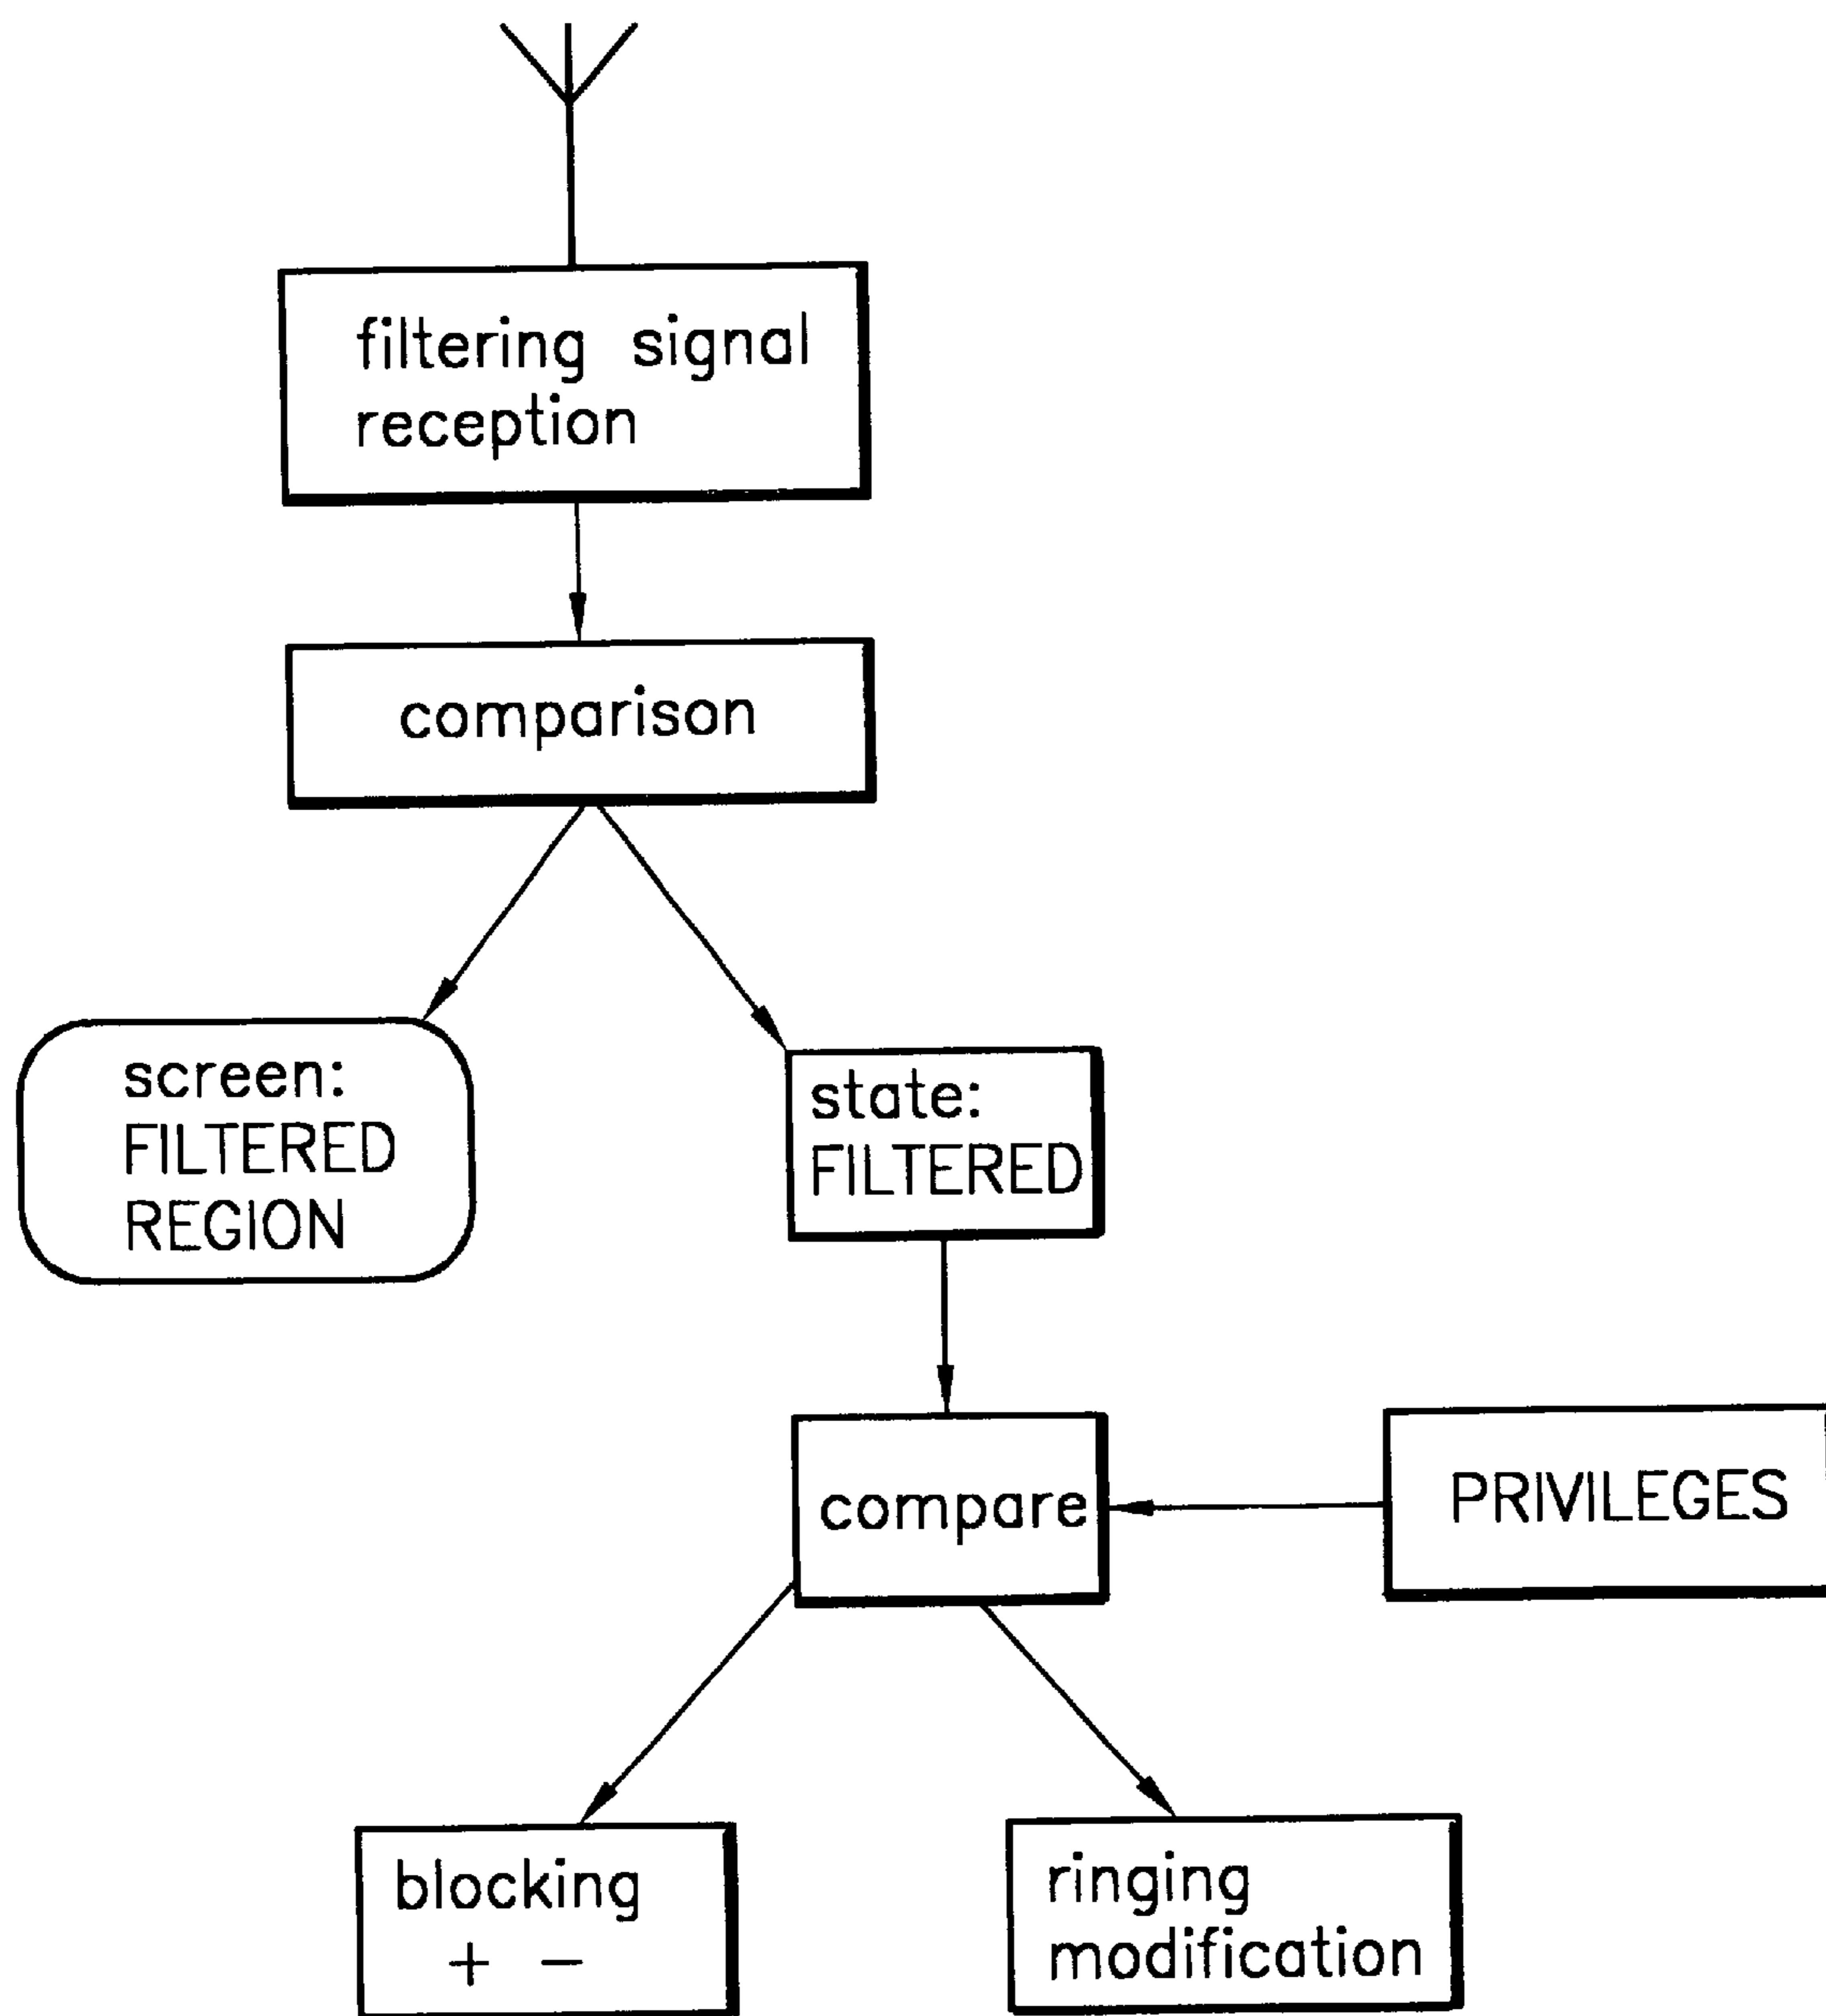 filtering signal
reception
comparison
screen:
FILTERED
REGION
state:
FILTERED
compare
PRIVILEGES
blocking
+ −
ringing
modification